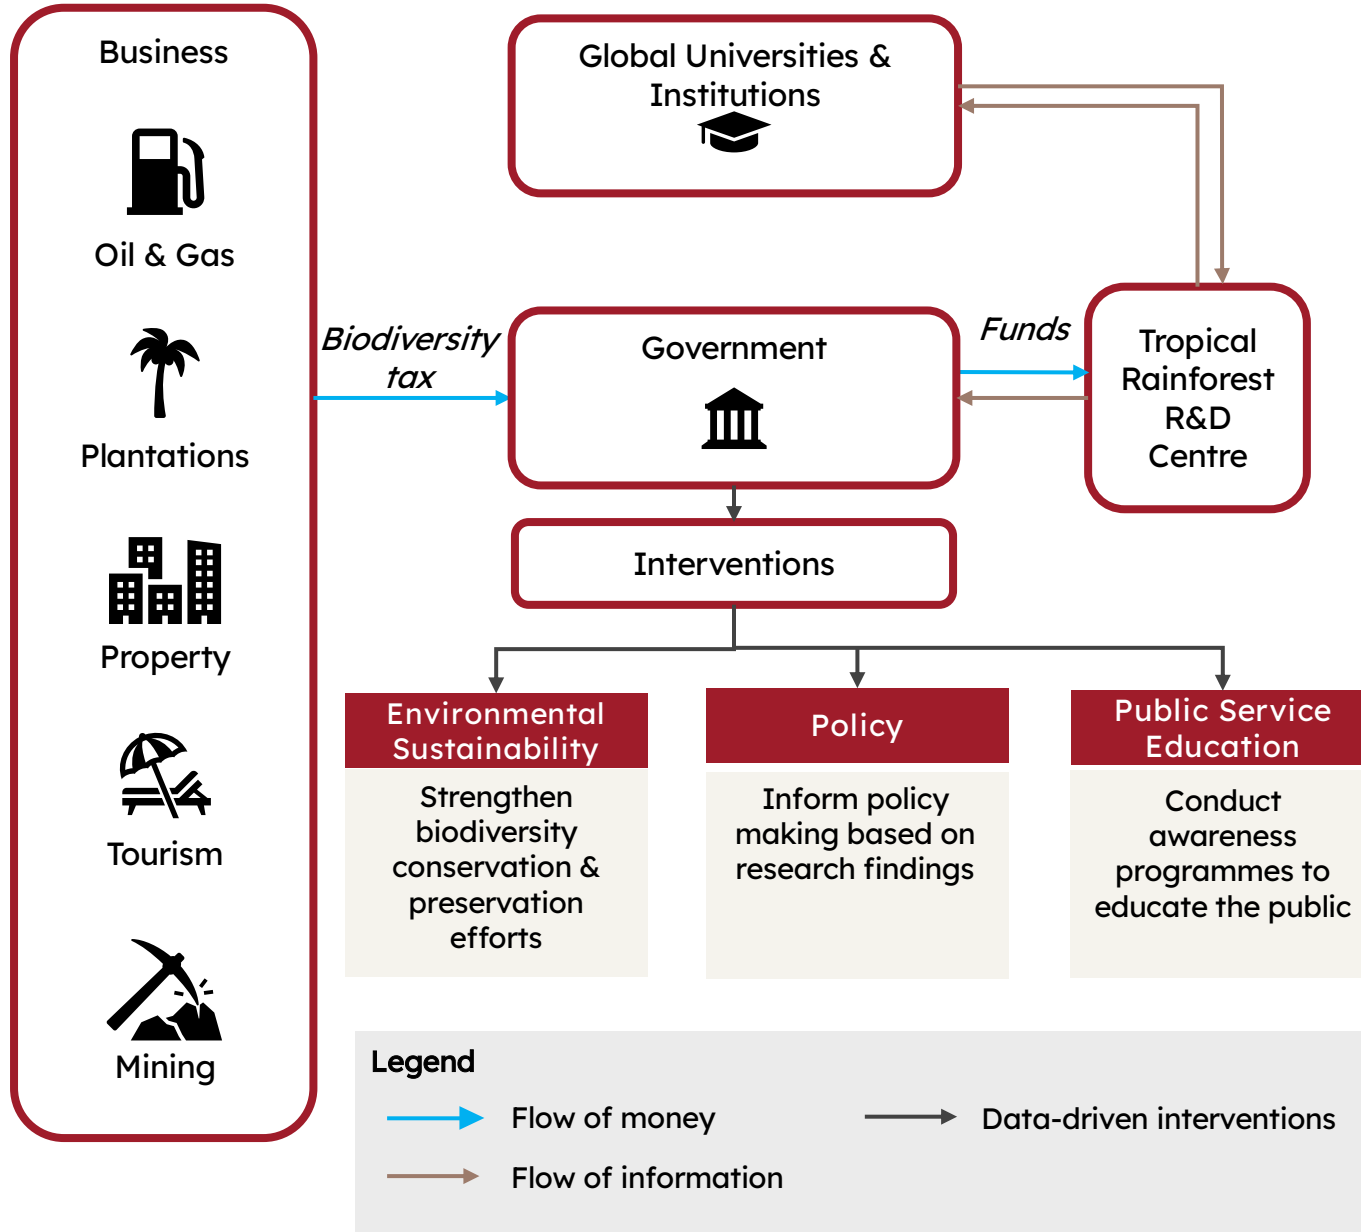 Business
Oil & Gas
Plantations
Property
Tourism
Mining
Global Universities &
Institutions
Biodiversity
tax
Government
Funds
Tropical
Rainforest
R&D
Centre
Interventions
Environmental
Sustainability
Strengthen
biodiversity
conservation &
preservation
efforts
Policy
Inform policy
making based on
research findings
Public Service
Education
Conduct
awareness
programmes to
educate the public
Legend
Flow of money
Data-driven interventions
Flow of information